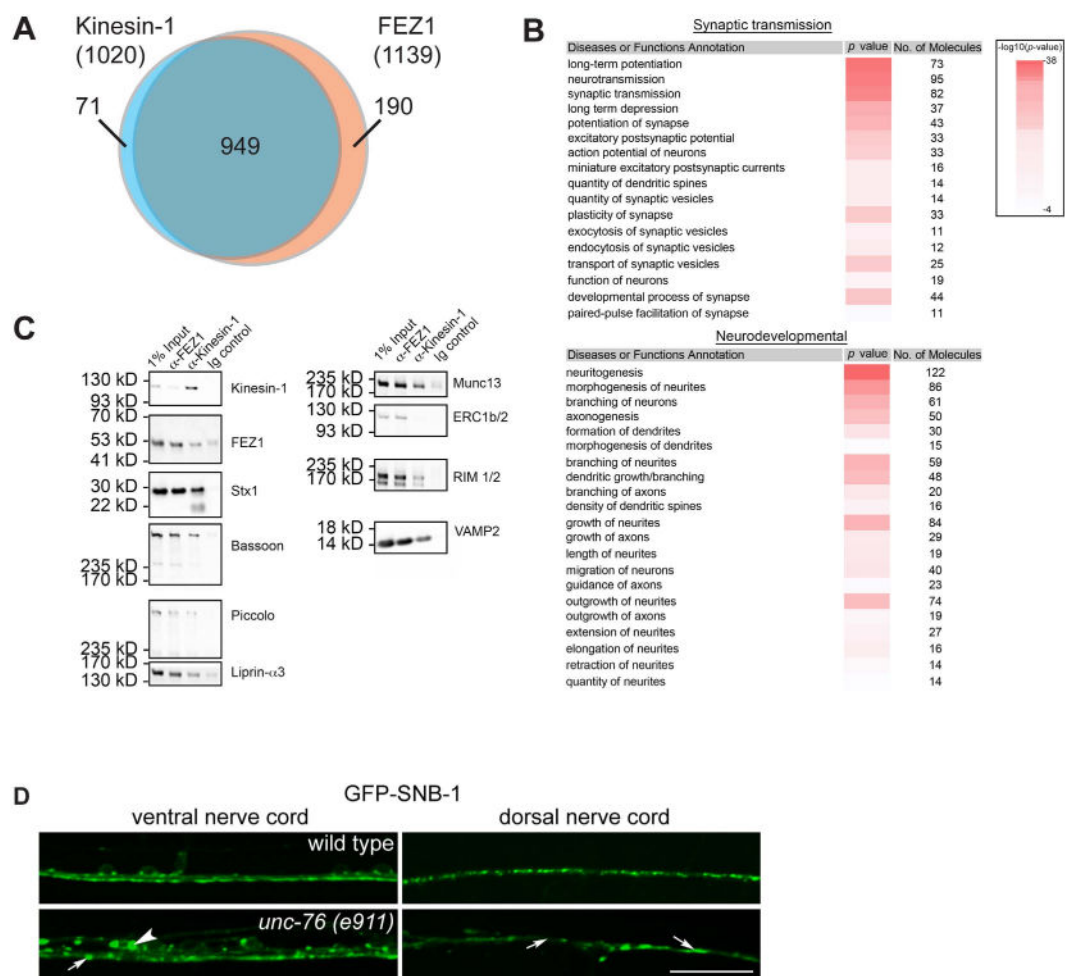 A
Kinesin-1
(1020)
FEZ1
(1139)
71
949
190
B
Synaptic transmission
Diseases or Functions Annotation p value No. of Molecules
long-term potentiation 73
neurotransmission 95
synaptic transmission 82
long term depression 37
potentiation of synapse 43
excitatory postsynaptic potential 33
action potential of neurons 33
miniature excitatory postsynaptic currents 16
quantity of dendritic spines 14
quantity of synaptic vesicles 14
plasticity of synapse 33
exocytosis of synaptic vesicles 11
endocytosis of synaptic vesicles 12
transport of synaptic vesicles 25
function of neurons 19
developmental process of synapse 44
paired-pulse facilitation of synapse 11
-log10(p-value)
-38
-4
Neurodevelopmental
Diseases or Functions Annotation p value No. of Molecules
neuritogenesis 122
morphogenesis of neurites 86
branching of neurons 61
axonogenesis 50
formation of dendrites 30
morphogenesis of dendrites 15
branching of neurites 59
dendritic growth/branching 48
branching of axons 20
density of dendritic spines 16
growth of neurites 84
growth of axons 29
length of neurites 19
migration of neurons 40
guidance of axons 23
outgrowth of neurites 74
outgrowth of axons 19
extension of neurites 27
elongation of neurites 16
retraction of neurites 14
quantity of neurites 14
C
1% Input
α-FEZ1
α-Kinesin-1
Ig control
130 kD
93 kD
Kinesin-1
70 kD
53 kD
41 kD
FEZ1
30 kD
22 kD
Stx1
Bassoon
235 kD
170 kD
Piccolo
235 kD
170 kD
130 kD
Liprin-α3
1% Input
α-FEZ1
α-Kinesin-1
Ig control
235 kD
170 kD
Munc13
130 kD
93 kD
ERC1b/2
235 kD
170 kD
RIM 1/2
18 kD
14 kD
VAMP2
D
GFP-SNB-1
ventral nerve cord
dorsal nerve cord
wild type
unc-76 (e911)